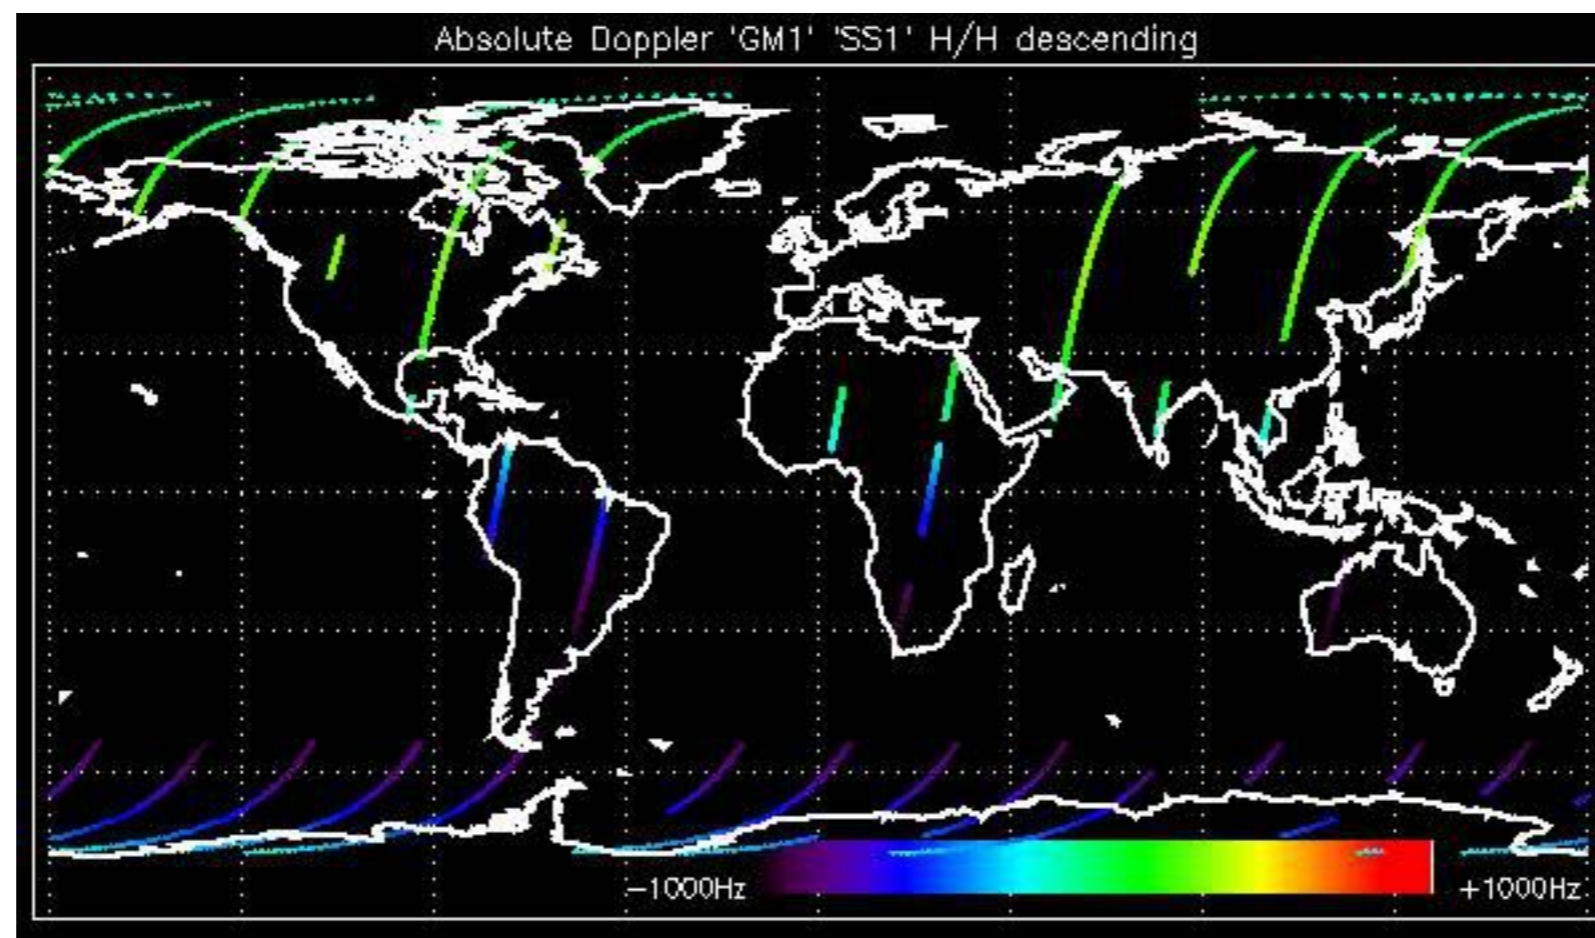 Absolute Doppler 'GM1' 'SS1' H/H descending
-1000Hz
+1000Hz